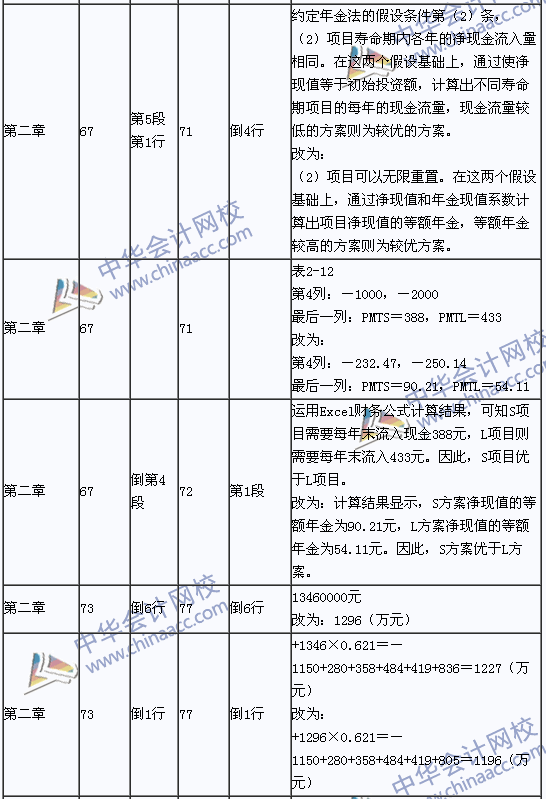 约定年金法的假设条件第（2）条，
（2）项目寿命期内各年的净现金流入量
相同。在这两个假设基础上，通过使净
现值等于初始投资额，计算出不同寿命
期项目的每年的现金流量，现金流量较
低的方案则为较优的方案。
改为：
（2）项目可以无限重置。在这两个假设
基础上，通过净现值和年金现值系数计
算出项目净现值的等额年金，等额年金
较高的方案则为较优方案。
第二章 67 第5段 第1行 71 倒4行
表2-12
第4列：－1000，－2000
最后一列：PMTS＝388，PMTL＝433
改为：
第4列：－232.47，－250.14
最后一列：PMTS＝90.21，PMTL＝54.11
第二章 67 71
运用Excel财务公式计算结果，可知S项
目需要每年末流入现金388元，L项目则
需要每年末流入433元。因此，S项目优
于L项目。
改为：计算结果显示，S方案净现值的等
额年金为90.21元，L方案净现值的等额
年金为54.11元。因此，S方案优于L方
案。
第二章 67 倒第4段 72 第1段
第二章 73 倒6行 77 倒6行
13460000元
改为：1296（万元）
第二章 73 倒1行 77 倒1行
+1346×0.621＝－
1150+280+358+484+419+836＝1227（万
元）
改为：
+1296×0.621＝－
1150+280+358+484+419+805＝1196（万
元）
中华会计网校
www.chinaacc.com